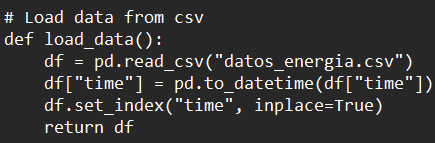 # Load data from csv
def load_data():
    df = pd.read_csv("datos_energia.csv")
    df["time"] = pd.to_datetime(df["time"])
    df.set_index("time", inplace=True)
    return df